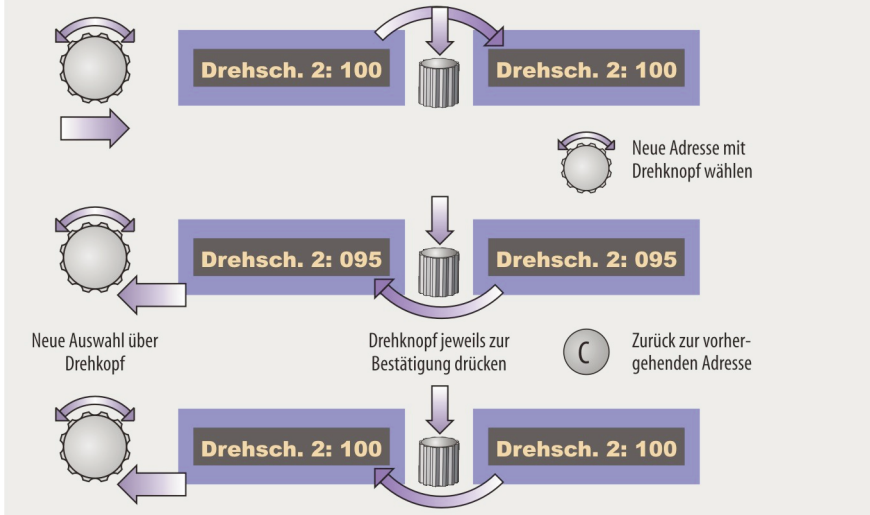 Drehsch. 2: 100
Drehsch. 2: 100
Neue Adresse mit
Drehknopf wählen
Drehsch. 2: 095
Drehsch. 2: 095
Neue Auswahl über
Drehkopf
Drehknopf jeweils zur
Bestätigung drücken
C
Zurück zur vorher-
gehenden Adresse
Drehsch. 2: 100
Drehsch. 2: 100